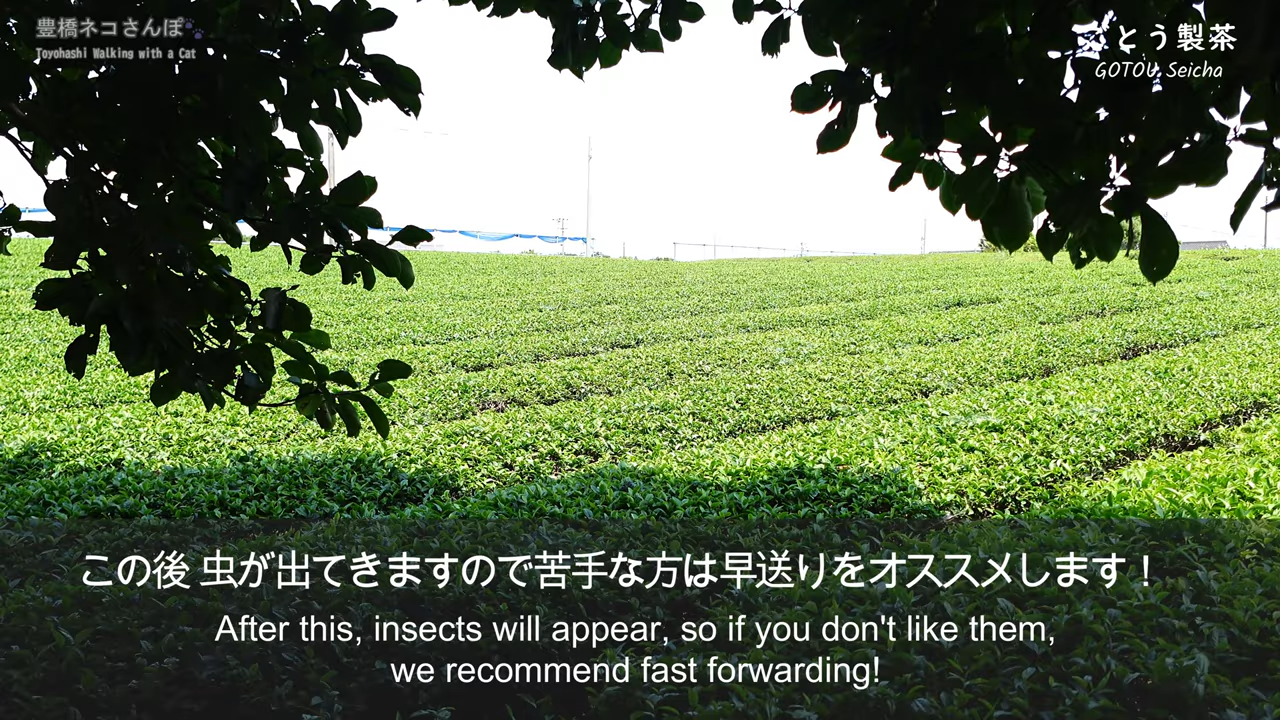 豊橋ネコさんぽ
Toyohashi Walking with a Cat
ごとう製茶
GOTOU Seicha
この後 虫が出てきますので苦手な方は早送りをオススメします！
After this, insects will appear, so if you don't like them,
we recommend fast forwarding!